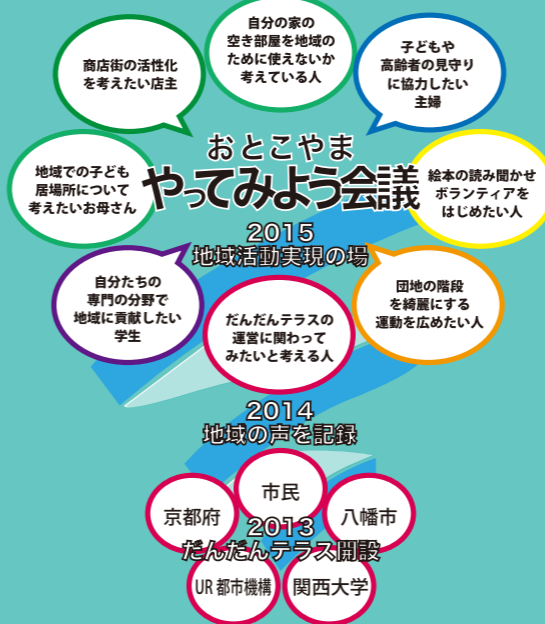 自分の家の
空き部屋を地域の
ために使えないか
考えている人
商店街の活性化
を考えたい店主
子どもや
高齢者の見守り
に協力したい
主婦
おとこやま
やってみよう会議
地域での子ども
居場所について
考えたいお母さん
絵本の読み聞かせ
ボランティアを
はじめたい人
2015
地域活動実現の場
自分たちの
専門の分野で
地域に貢献したい
学生
だんだんテラスの
運営に関わって
みたいと考える人
団地の階段
を綺麗にする
運動を広めたい人
2014
地域の声を記録
市民
京都府
八幡市
2013
だんだんテラス開設
UR都市機構
関西大学